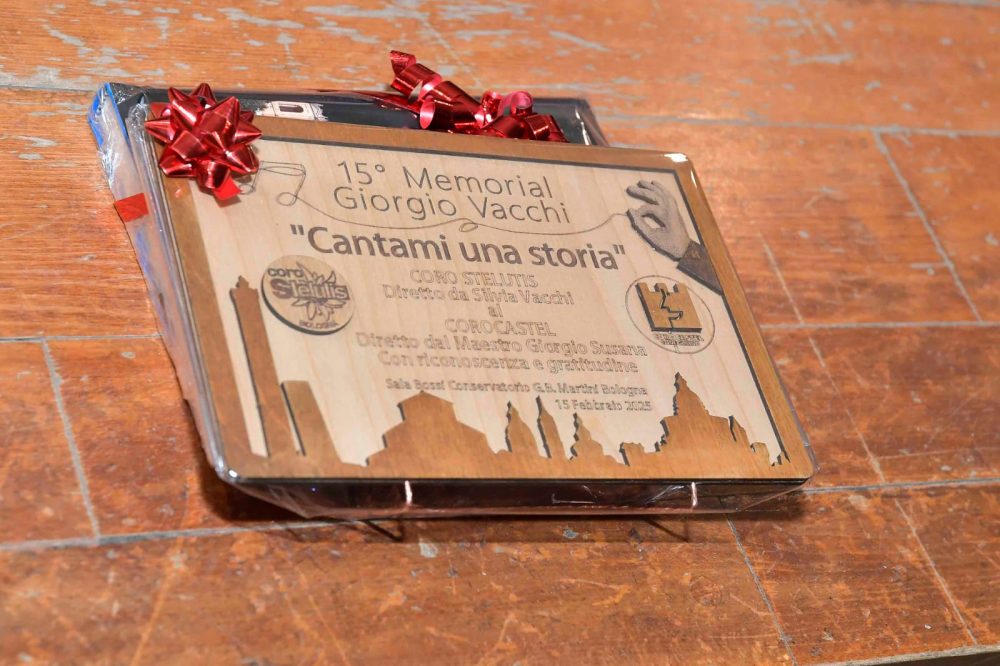 15° Memorial
Giorgio Vacchi
"Cantami una storia"
coro
Stelutis
BOLOGNA
CORO STELUTIS
Diretto da Silvia Vacchi
al
COROCASTEL
Diretto dal Maestro Giorgio Susana
Con riconoscenza e gratitudine
Sala Bossi Conservatorio G.B. Martini Bologna
15 Febbraio 2025